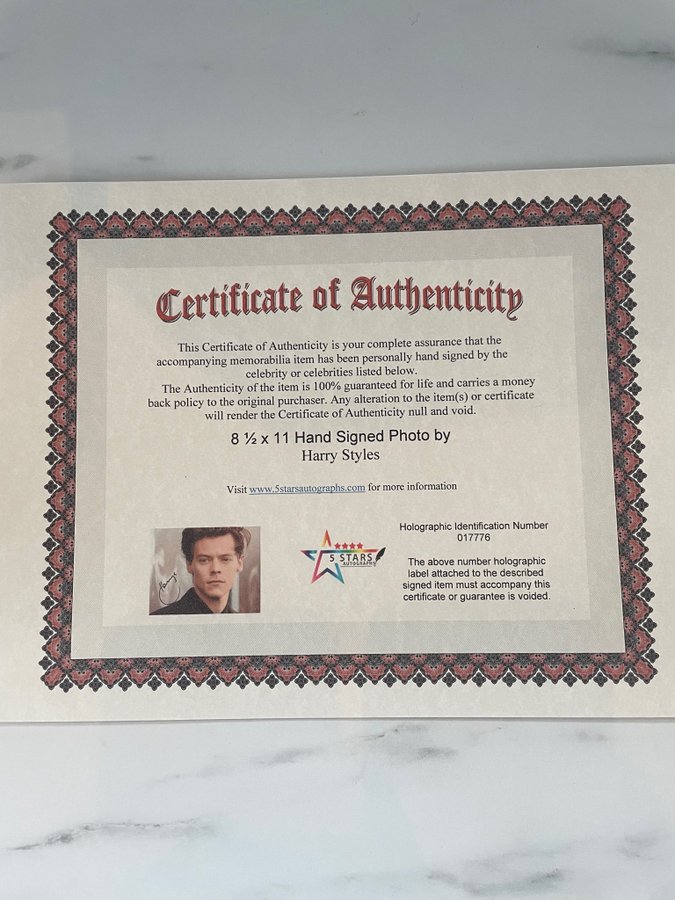 Certificate of Authenticity
This Certificate of Authenticity is your complete assurance that the
accompanying memorabilia item has been personally hand signed by the
celebrity or celebrities listed below.
The Authenticity of the item is 100% guaranteed for life and carries a money
back policy to the original purchaser. Any alteration to the item(s) or certificate
will render the Certificate of Authenticity null and void.
8 ½ x 11 Hand Signed Photo by
Harry Styles
Visit www.5starsautographs.com for more information
5 STARS
AUTOGRAPHS
Holographic Identification Number
017776
The above number holographic
label attached to the described
signed item must accompany this
certificate or guarantee is voided.